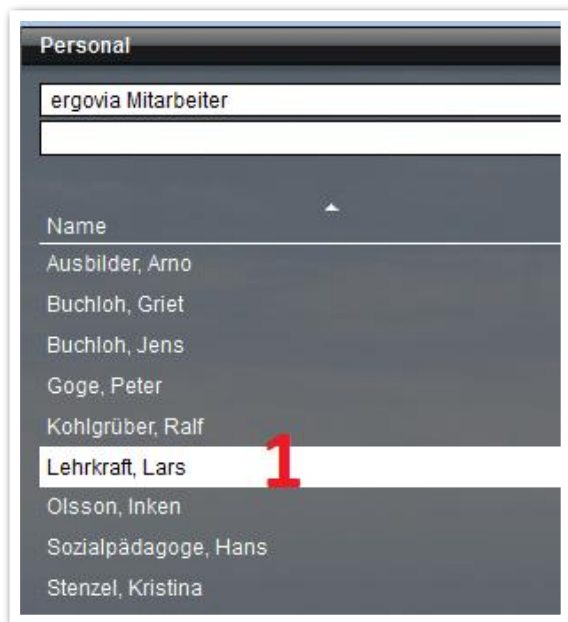 Personal
ergovia Mitarbeiter
Name
Ausbilder, Arno
Buchloh, Griet
Buchloh, Jens
Goge, Peter
Kohlgrüber, Ralf
Lehrkraft, Lars 1
Olsson, Inken
Sozialpädagoge, Hans
Stenzel, Kristina